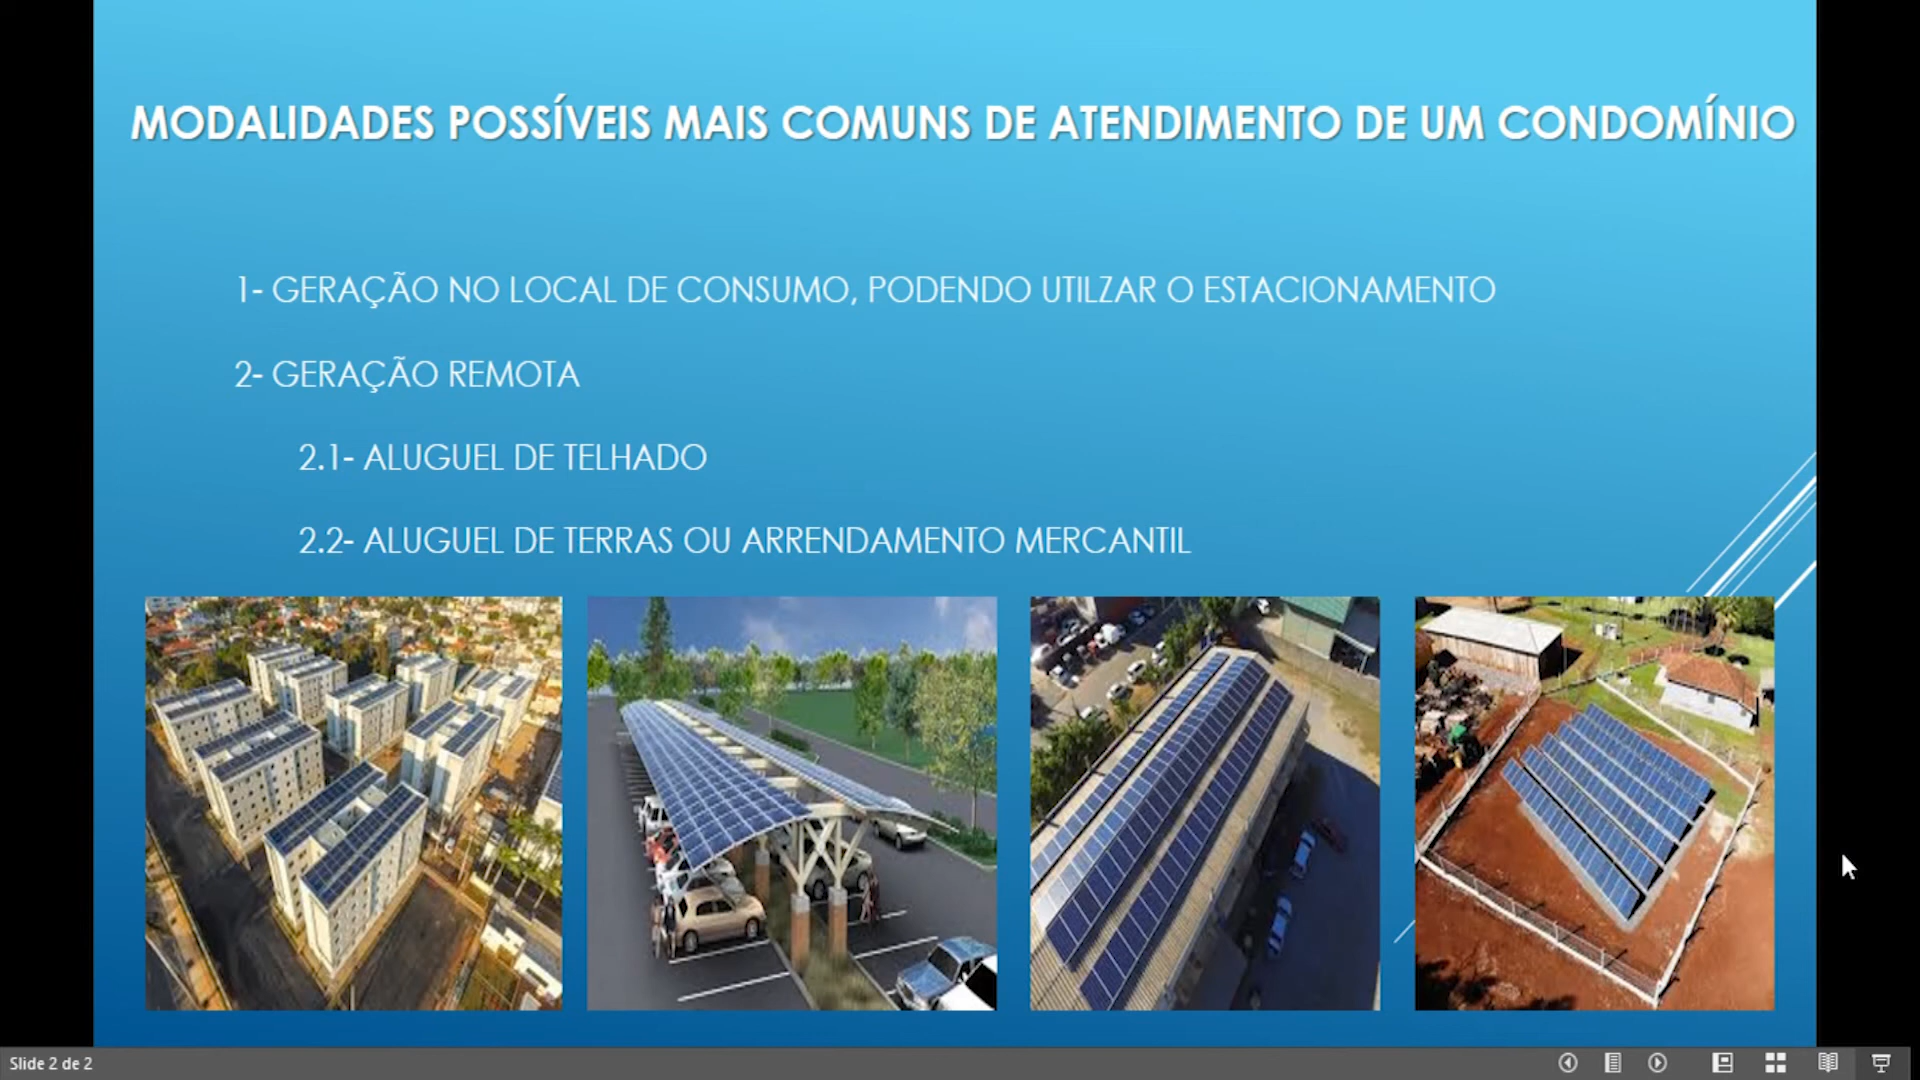 MODALIDADES POSSÍVEIS MAIS COMUNS DE ATENDIMENTO DE UM CONDOMÍNIO
1- GERAÇÃO NO LOCAL DE CONSUMO, PODENDO UTILZAR O ESTACIONAMENTO
2- GERAÇÃO REMOTA
2.1- ALUGUEL DE TELHADO
2.2- ALUGUEL DE TERRAS OU ARRENDAMENTO MERCANTIL
Slide 2 de 2